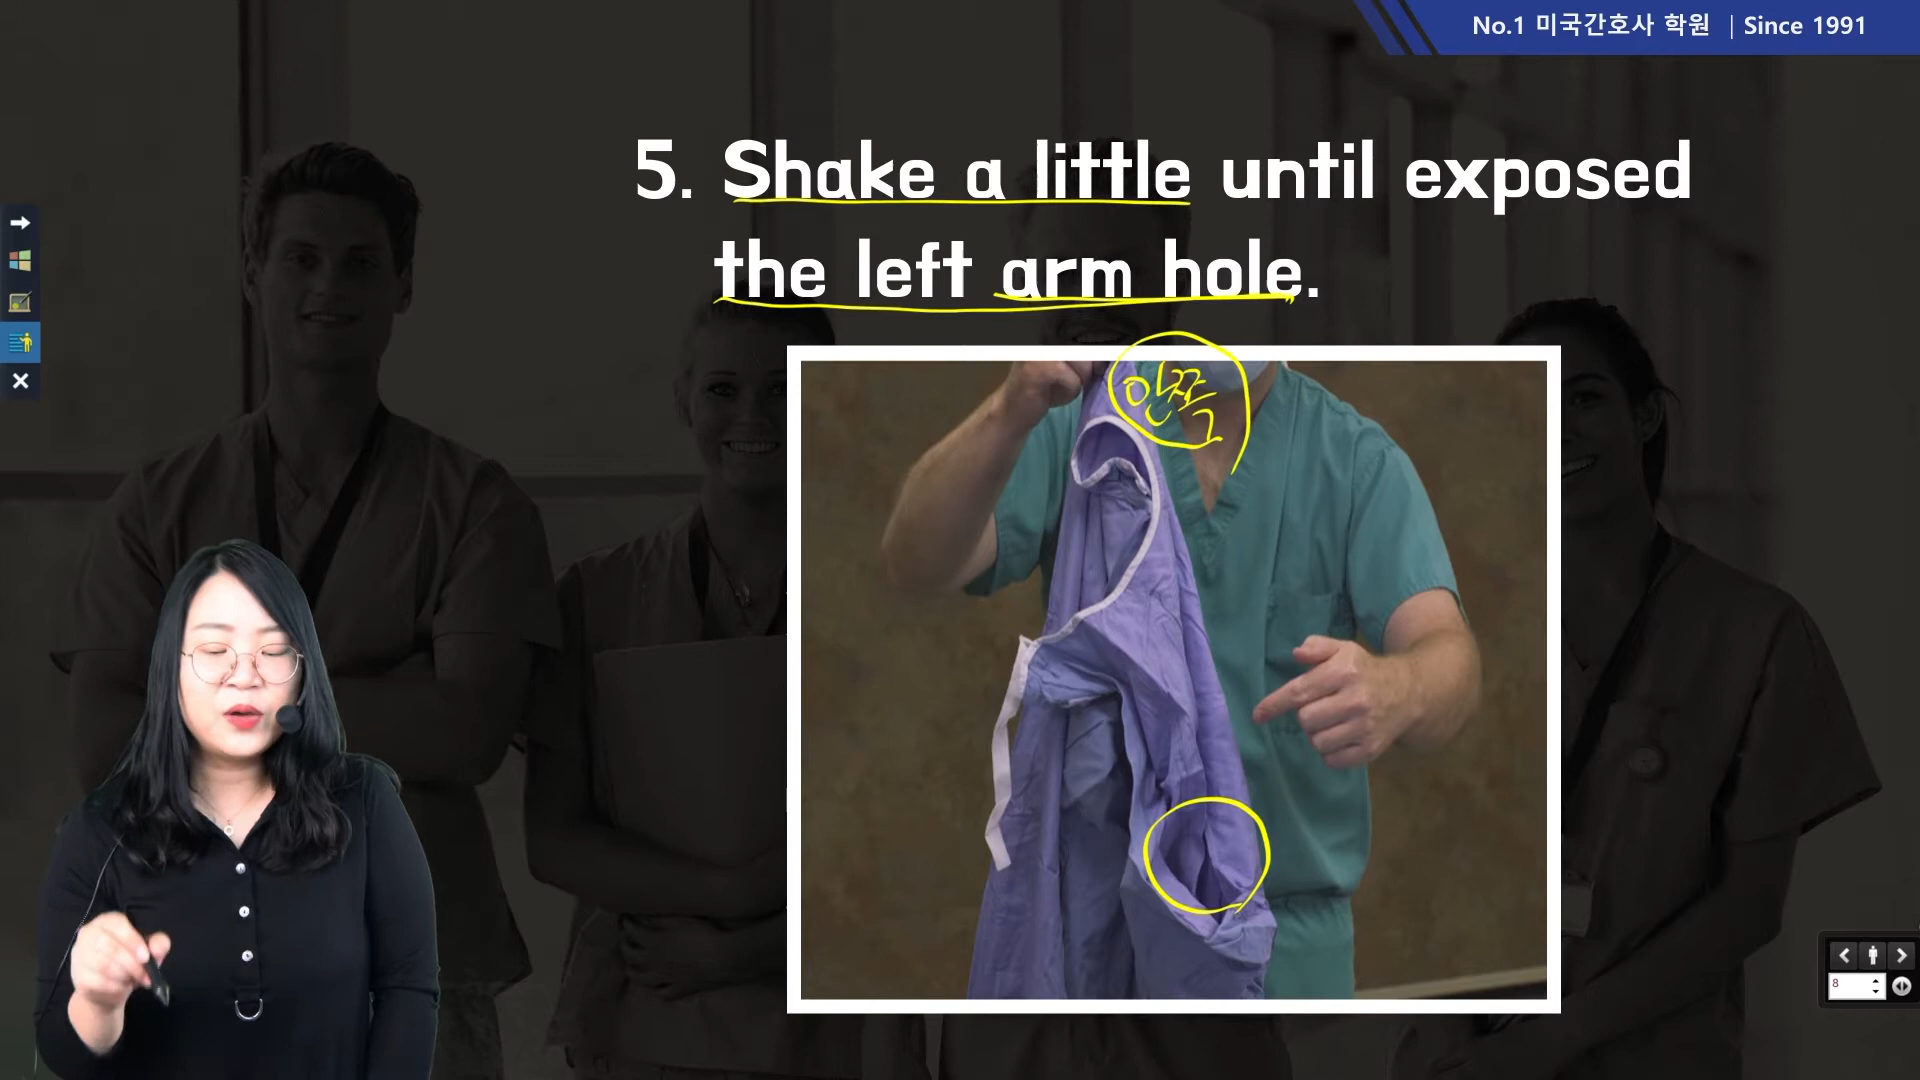 No.1 미국간호사 학원 | Since 1991
5. Shake a little until exposed
the left arm hole.
안쪽
8